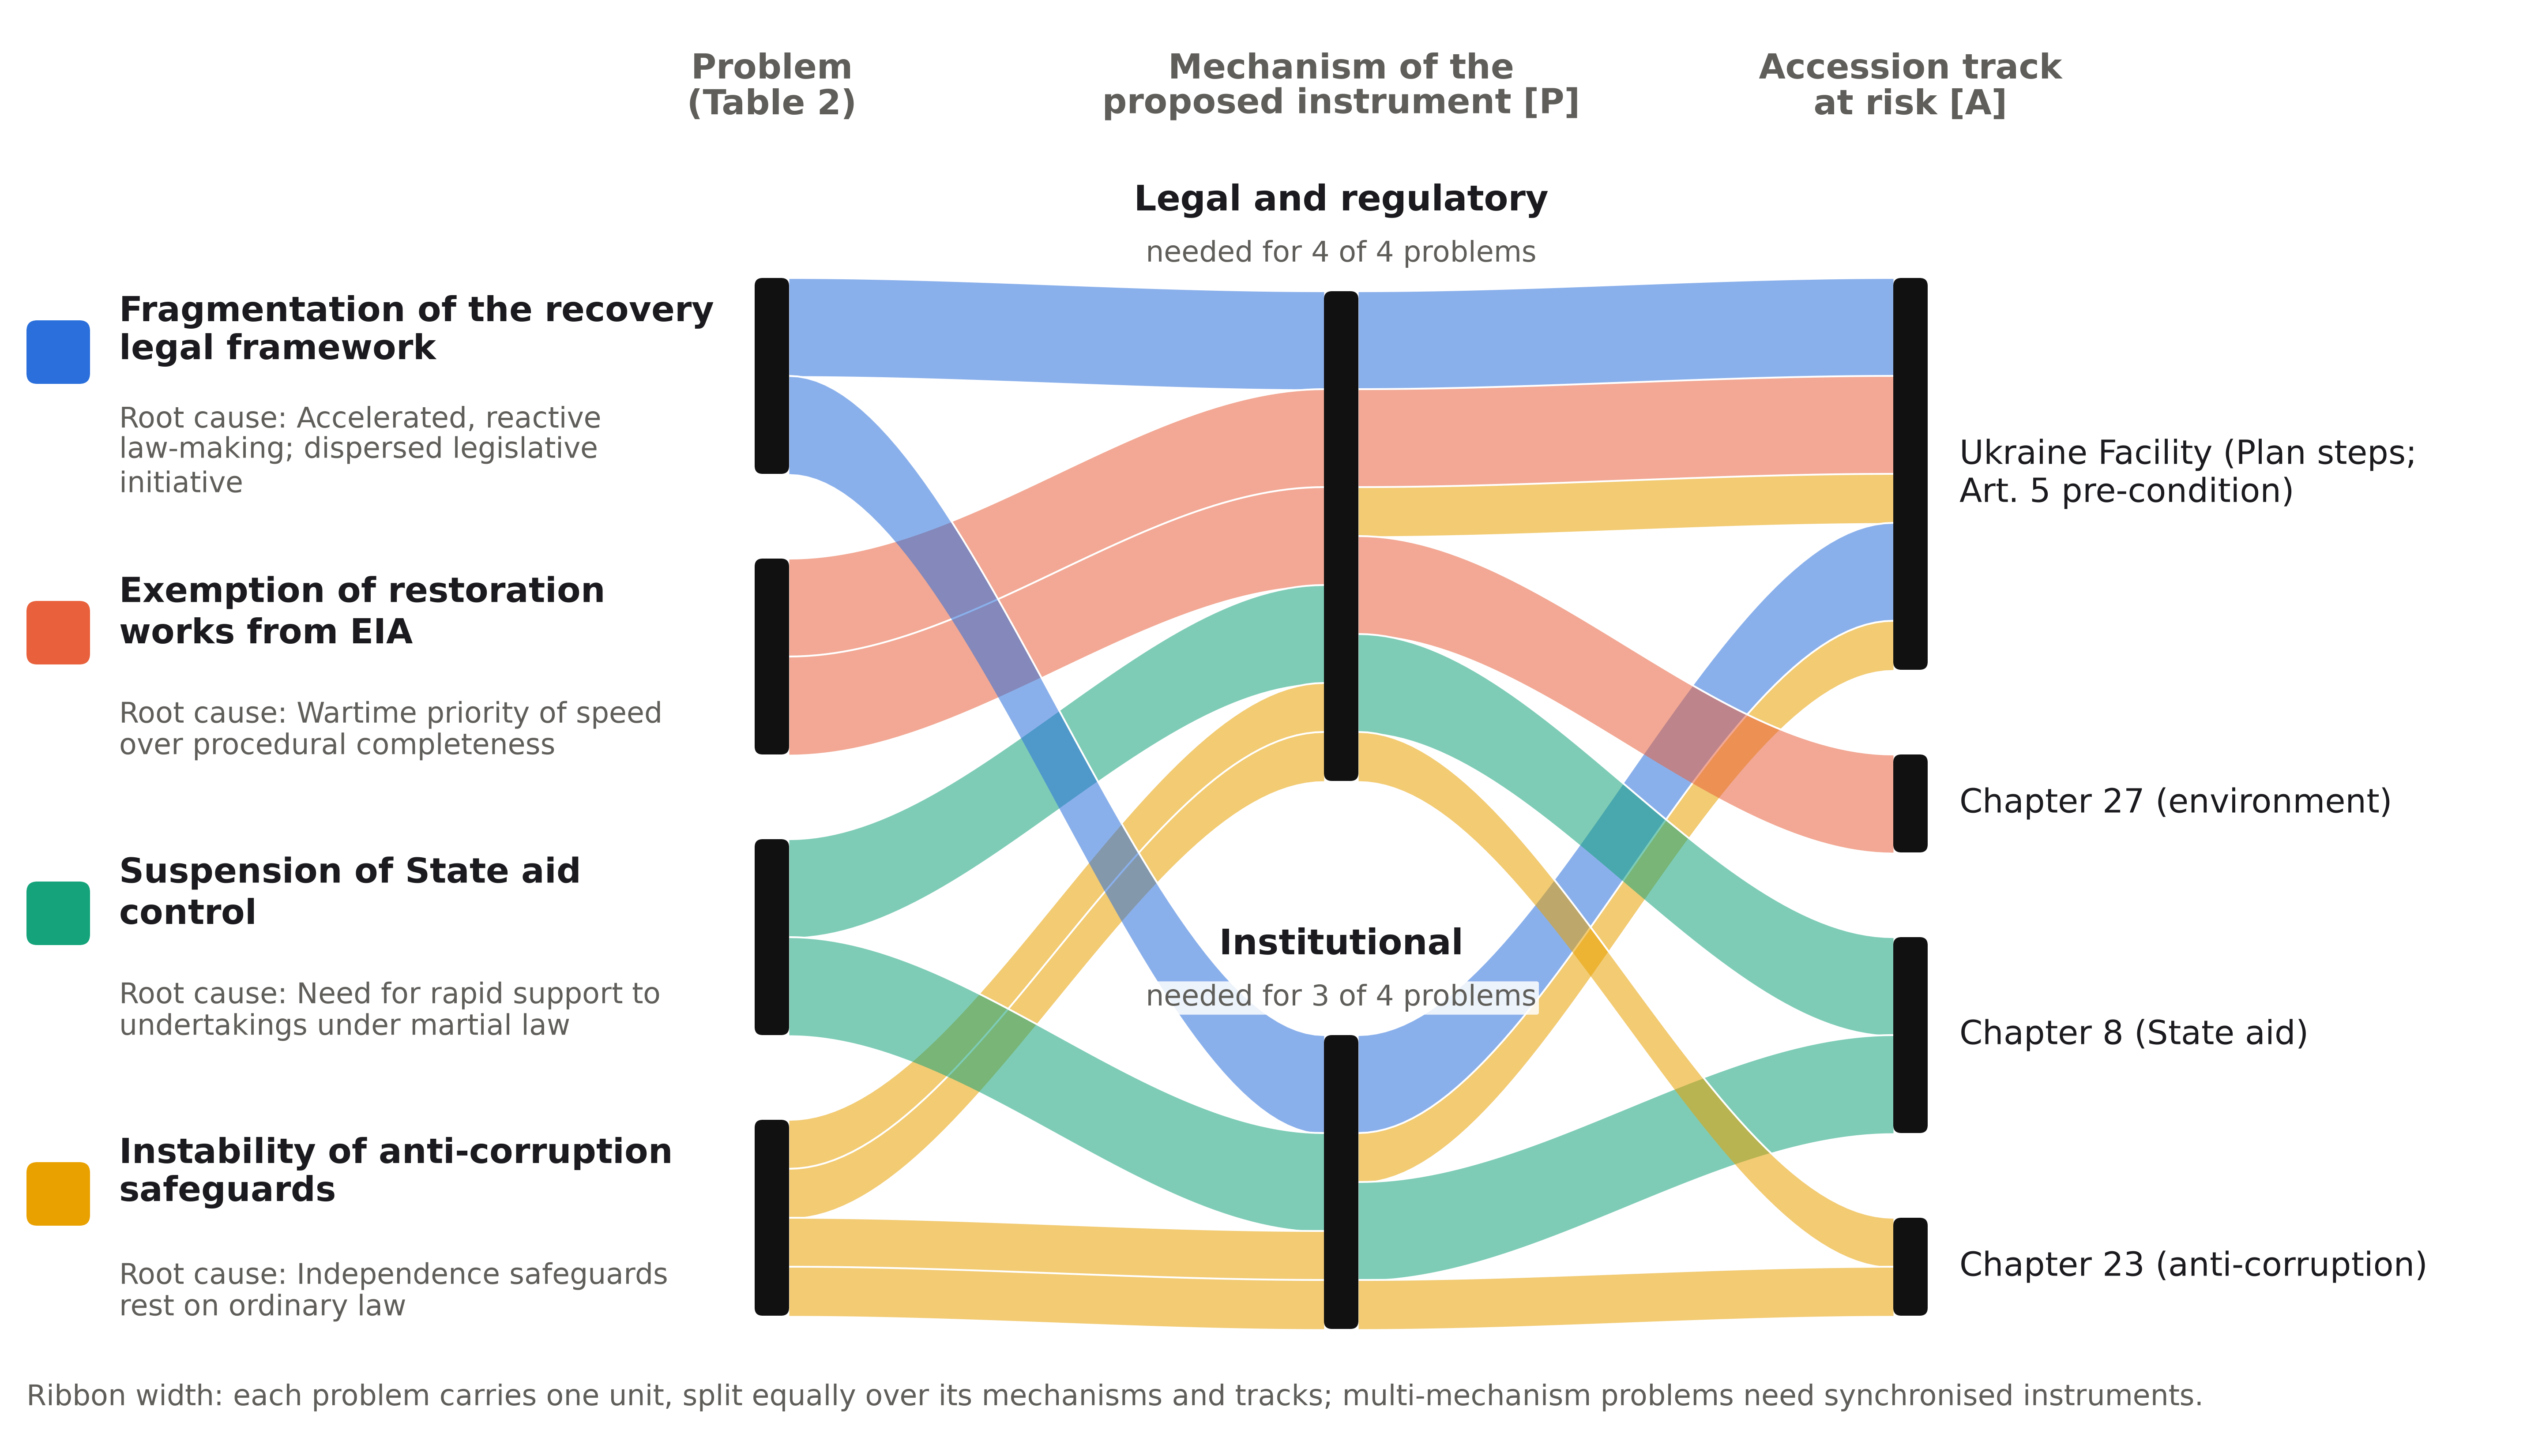 Problem
(Table 2)
Mechanism of the
proposed instrument [P]
Accession track
at risk [A]
Legal and regulatory
needed for 4 of 4 problems
Fragmentation of the recovery
legal framework
Root cause: Accelerated, reactive
law-making; dispersed legislative
initiative
Ukraine Facility (Plan steps;
Art. 5 pre-condition)
Exemption of restoration
works from EIA
Root cause: Wartime priority of speed
over procedural completeness
Chapter 27 (environment)
Suspension of State aid
control
Root cause: Need for rapid support to
undertakings under martial law
Institutional
needed for 3 of 4 problems
Chapter 8 (State aid)
Instability of anti-corruption
safeguards
Root cause: Independence safeguards
rest on ordinary law
Chapter 23 (anti-corruption)
Ribbon width: each problem carries one unit, split equally over its mechanisms and tracks; multi-mechanism problems need synchronised instruments.